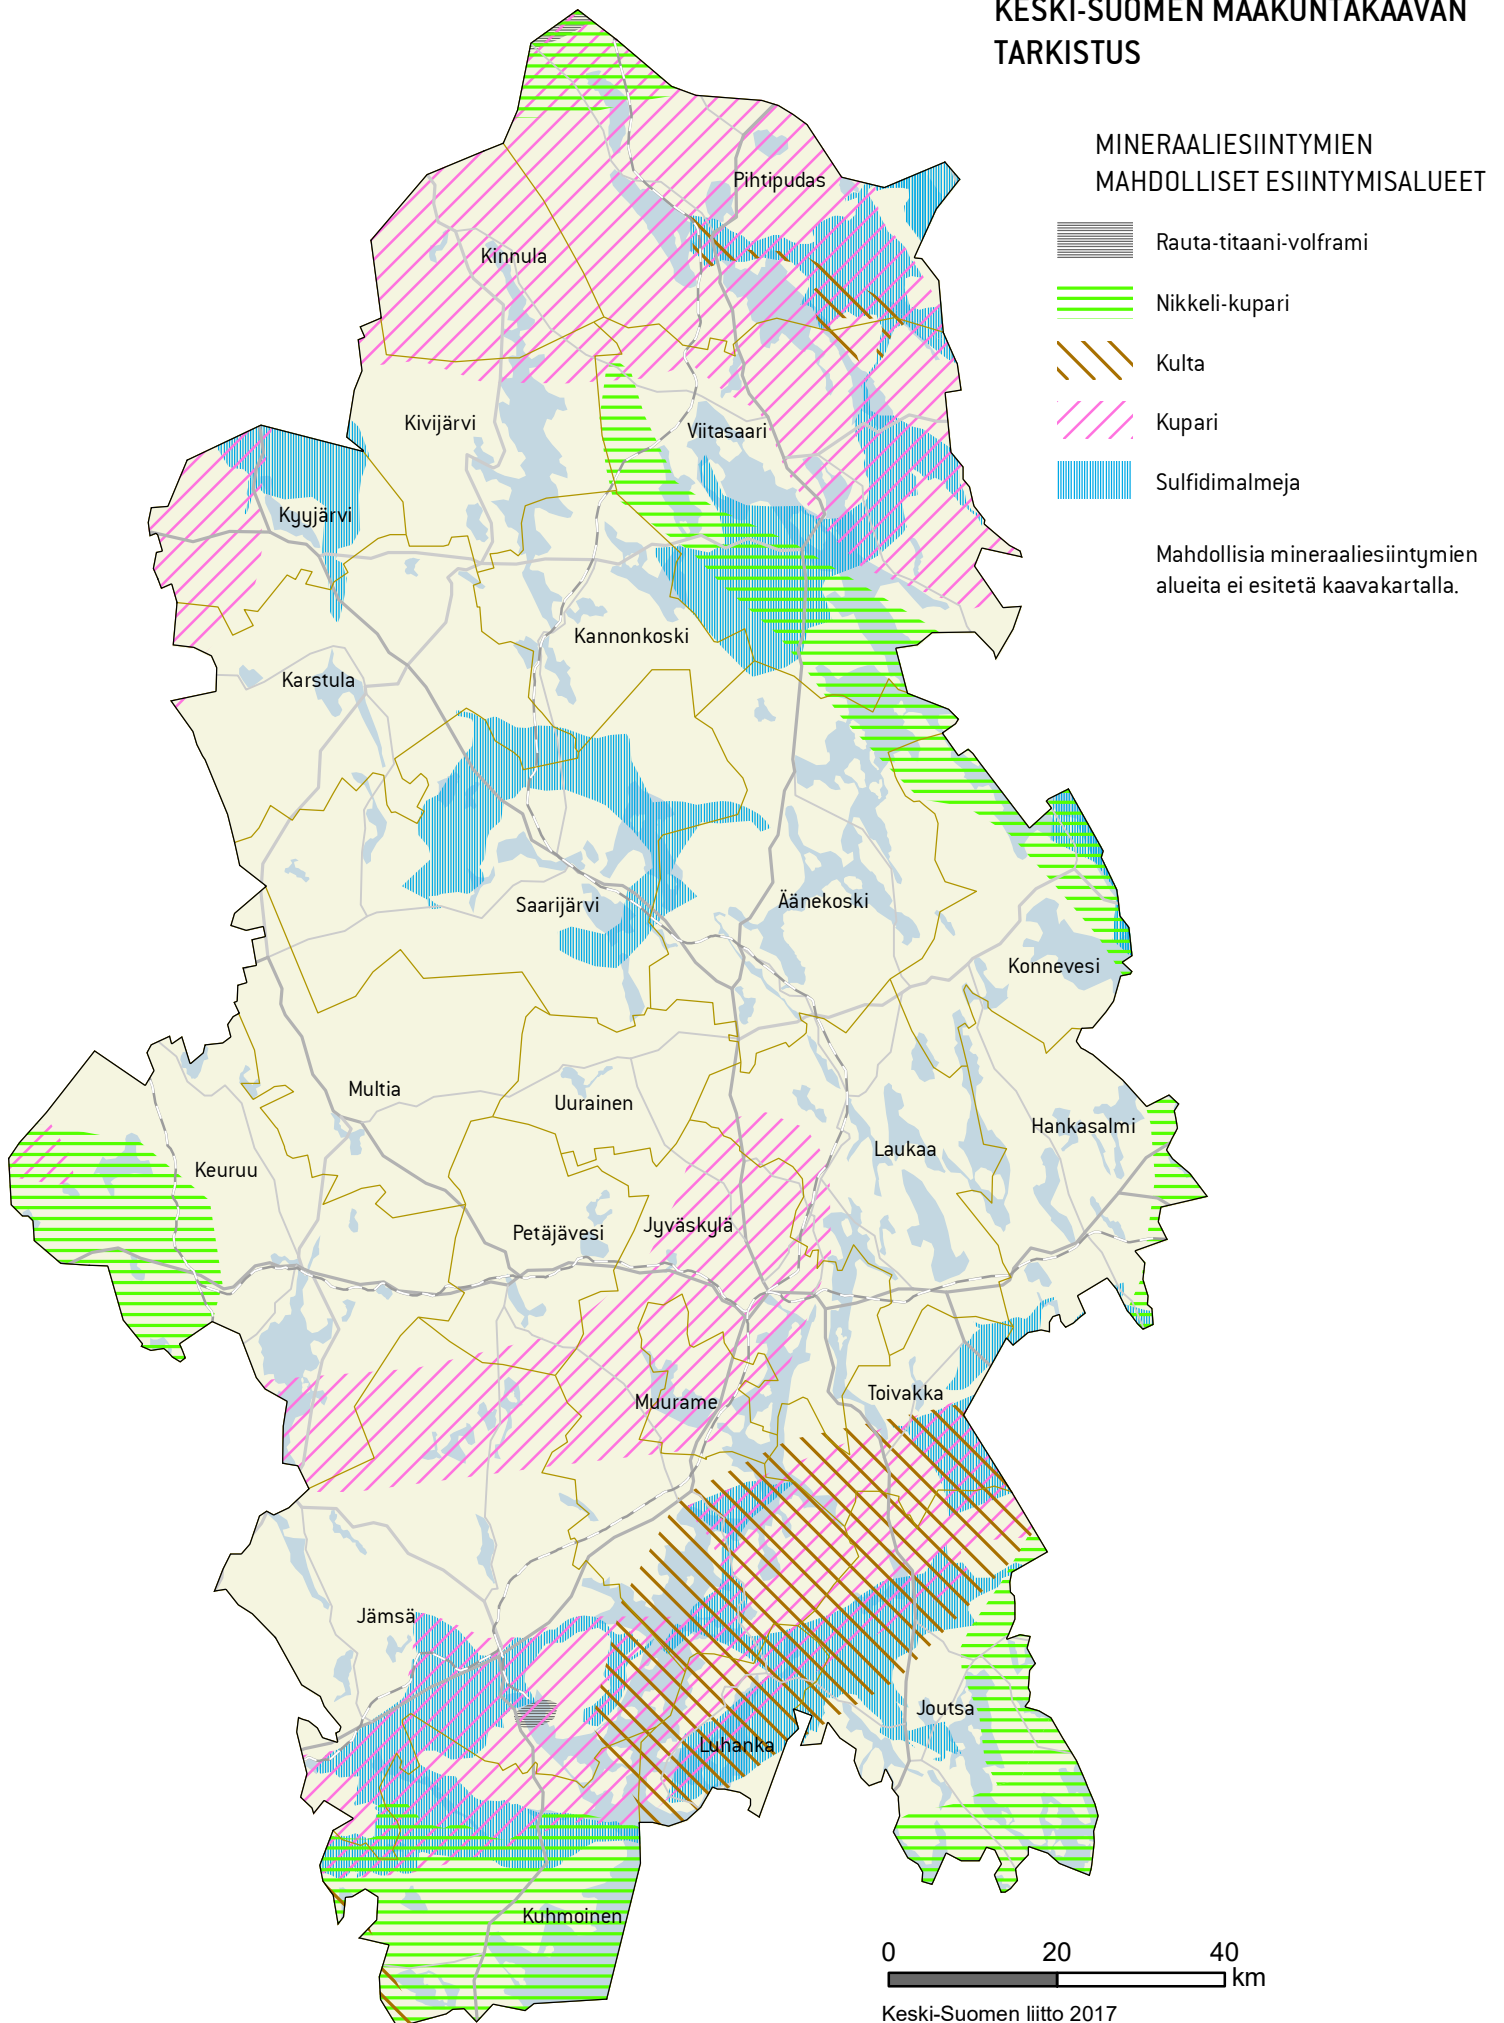 KESKI-SUOMEN MAAKUNTAKAAVAN
TARKISTUS
MINERAALIESIINTYMIEN
MAHDOLLISET ESIINTYMISALUEET
Rauta-titaani-volframi
Nikkeli-kupari
Kulta
Kupari
Sulfidimalmeja
Mahdollisia mineraaliesiintymien
alueita ei esitetä kaavakartalla.
Pihtipudas
Kinnula
Kivijärvi
Viitasaari
Kyyjärvi
Kannonkoski
Karstula
Saarijärvi
Äänekoski
Konnevesi
Multia
Uurainen
Hankasalmi
Laukaa
Keuruu
Petäjävesi
Jyväskylä
Toivakka
Muurame
Jämsä
Joutsa
Luhanka
Kuhmoinen
0 20 40
km
Keski-Suomen liitto 2017